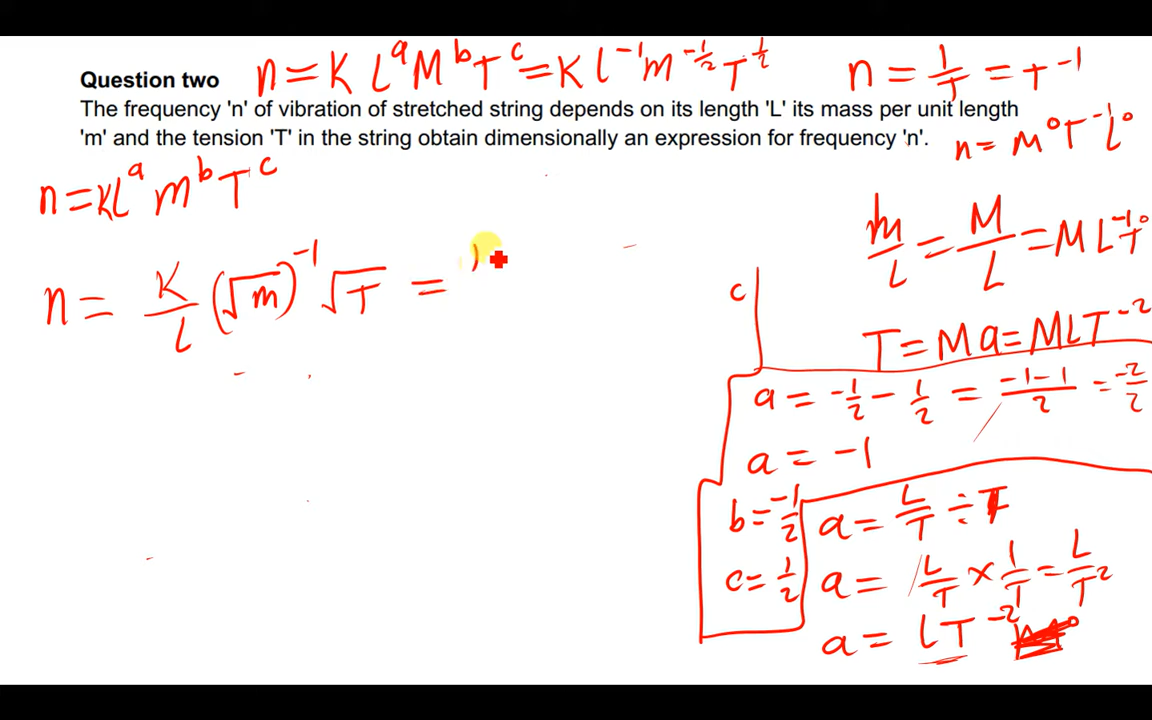 Question two
n = K L^a M^b T^c = K l^-1 m^-1/2 T^1/2
n = 1/T = T^-1
The frequency 'n' of vibration of stretched string depends on its length 'L' its mass per unit length
'm' and the tension 'T' in the string obtain dimensionally an expression for frequency 'n'.
n = M^0 T^-1 L^0
n = K l^a m^b T^c
m/L = M/L = M L^-1 T^0
n = K/l (√m)^-1 √T =
c
T = Ma = MLT^-2
a = -1/2 - 1/2 = (-1-1)/2 = -2/2
a = -1
b = -1/2
a = L/T ÷ T
c = 1/2
a = L/T × 1/T = L/T^2
a = LT^-2